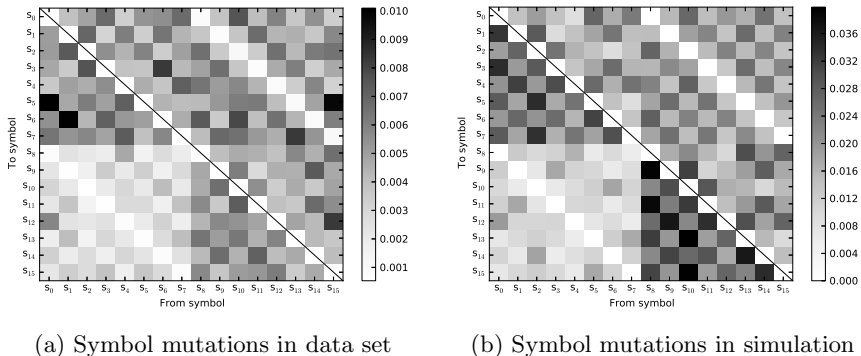 s0
s1
s2
s3
s4
s5
s6
s7
s8
s9
s10
s11
s12
s13
s14
s15
To symbol
s0 s1 s2 s3 s4 s5 s6 s7 s8 s9 s10 s11 s12 s13 s14 s15
From symbol
0.010
0.009
0.008
0.007
0.006
0.005
0.004
0.003
0.002
0.001
(a) Symbol mutations in data set
s0
s1
s2
s3
s4
s5
s6
s7
s8
s9
s10
s11
s12
s13
s14
s15
To symbol
s0 s1 s2 s3 s4 s5 s6 s7 s8 s9 s10 s11 s12 s13 s14 s15
From symbol
0.036
0.032
0.028
0.024
0.020
0.016
0.012
0.008
0.004
0.000
(b) Symbol mutations in simulation